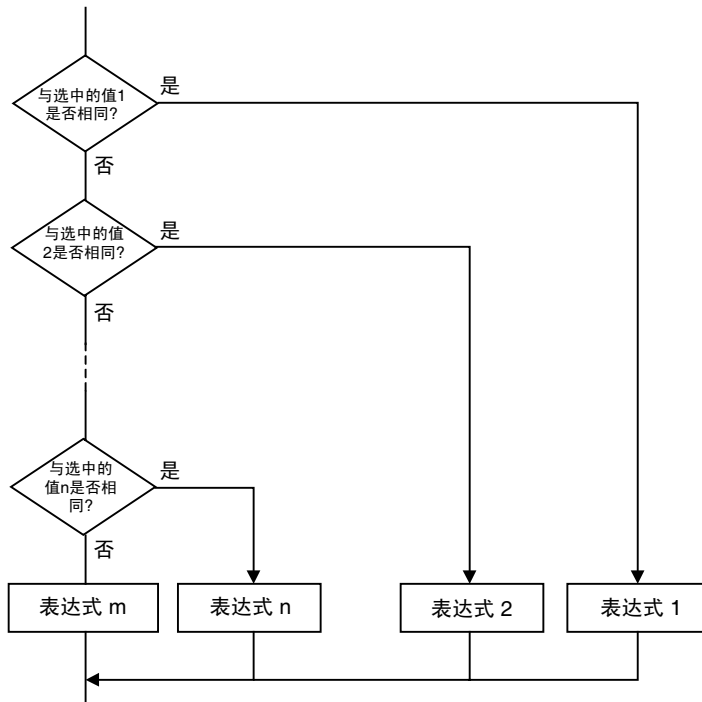 与选中的值1
是否相同?
是
否
与选中的值
2是否相同?
是
否
与选中的
值n是否相
同?
是
否
表达式 m
表达式 n
表达式 2
表达式 1